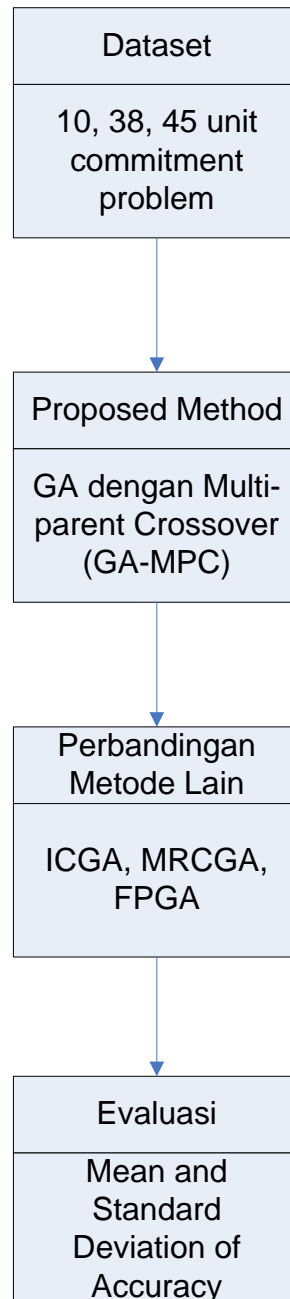 Dataset
10, 38, 45 unit
commitment
problem
Proposed Method
GA dengan Multi-
parent Crossover
(GA-MPC)
Perbandingan
Metode Lain
ICGA, MRCGA,
FPGA
Evaluasi
Mean and
Standard
Deviation of
Accuracy